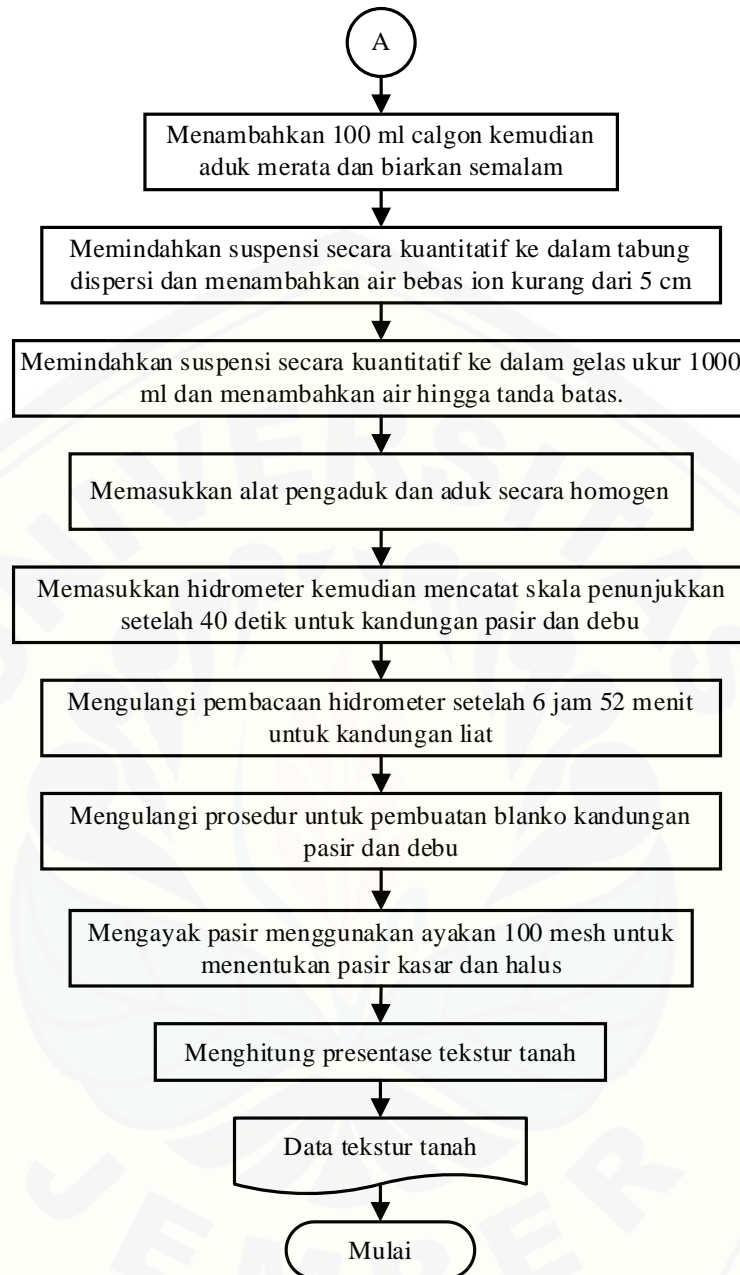 A
Menambahkan 100 ml calgon kemudian
aduk merata dan biarkan semalam
Memindahkan suspensi secara kuantitatif ke dalam tabung
dispersi dan menambahkan air bebas ion kurang dari 5 cm
Memindahkan suspensi secara kuantitatif ke dalam gelas ukur 1000
ml dan menambahkan air hingga tanda batas.
Memasukkan alat pengaduk dan aduk secara homogen
Memasukkan hidrometer kemudian mencatat skala penunjukkan
setelah 40 detik untuk kandungan pasir dan debu
Mengulangi pembacaan hidrometer setelah 6 jam 52 menit
untuk kandungan liat
Mengulangi prosedur untuk pembuatan blanko kandungan
pasir dan debu
Mengayak pasir menggunakan ayakan 100 mesh untuk
menentukan pasir kasar dan halus
Menghitung presentase tekstur tanah
Data tekstur tanah
Mulai
UNIVERSITAS
JEMBER